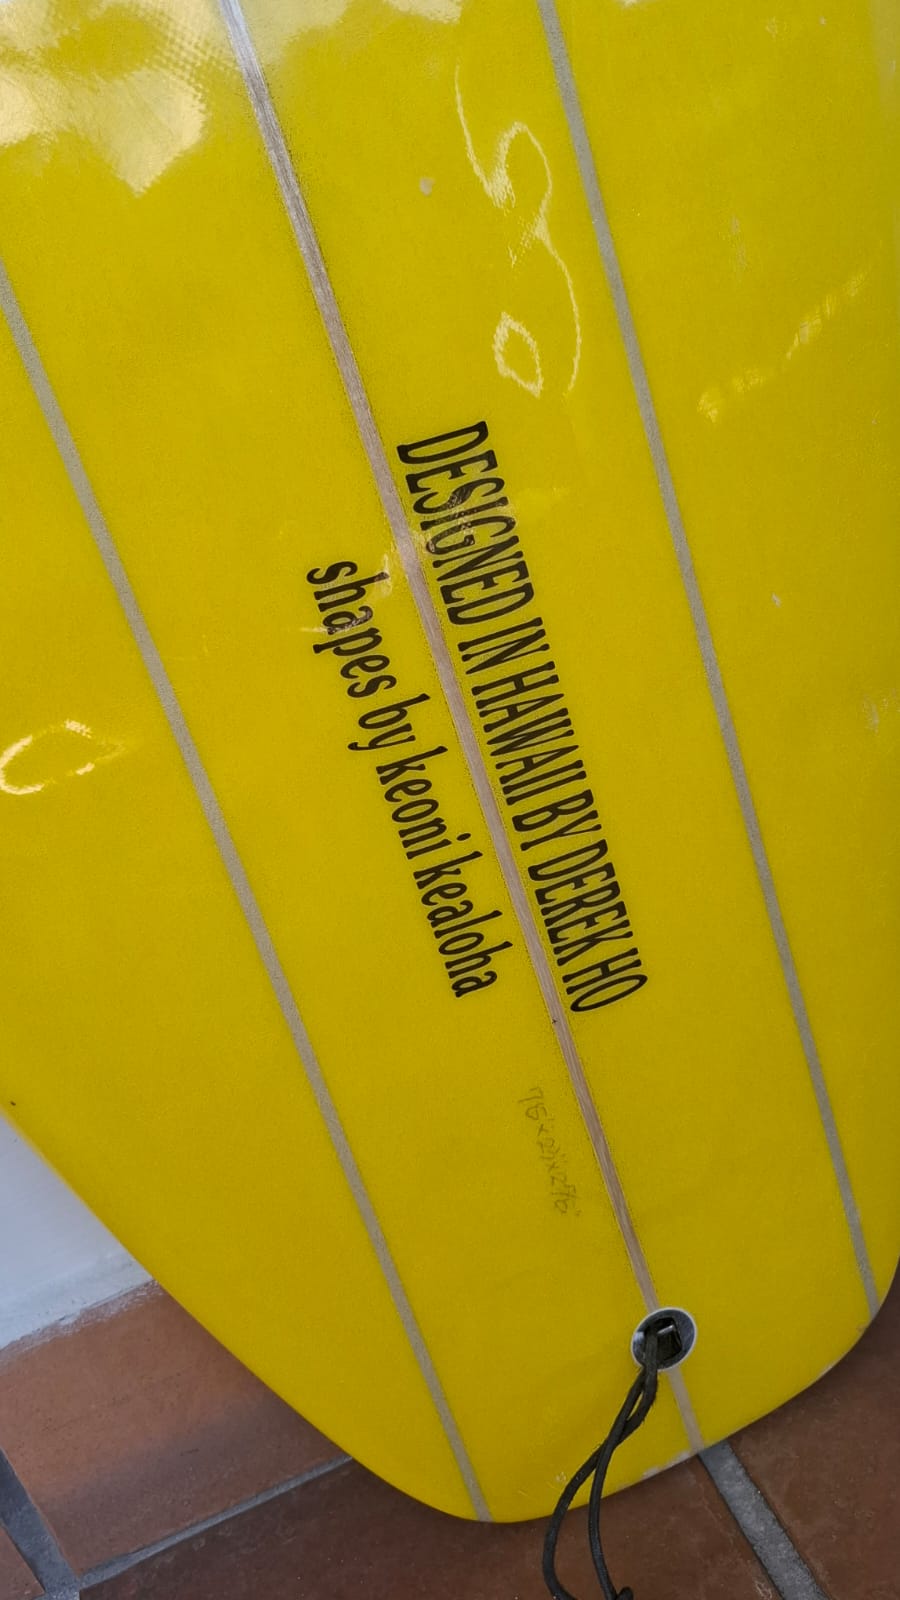 DESIGNED IN HAWAII BY DEREK HO
shapes by keoni kealoha